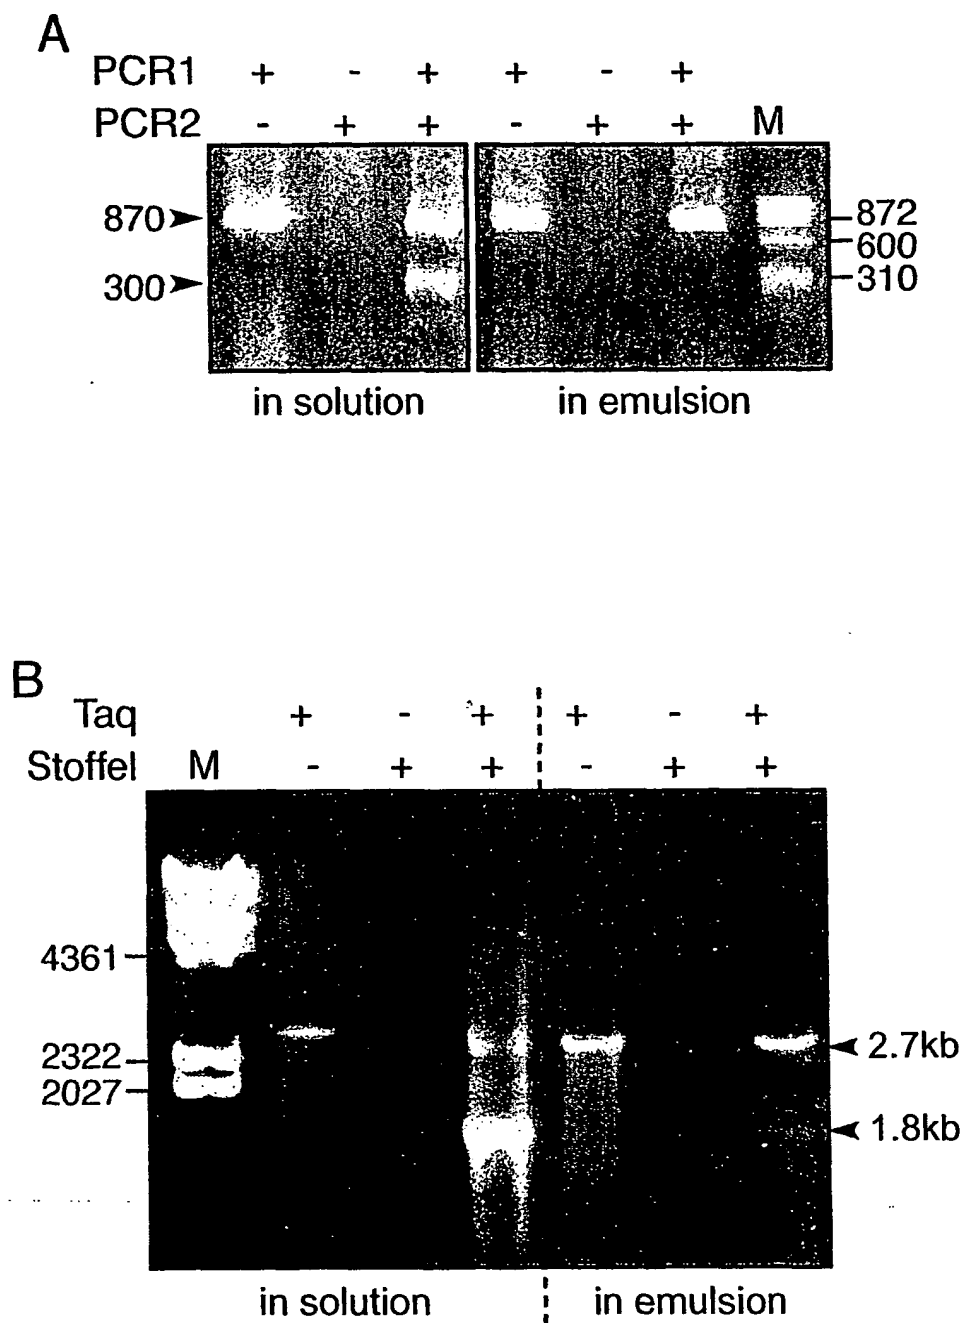 A
PCR1 + - + + - +
PCR2 - + + - + + M
870
300
872
600
310
in solution in emulsion
B
Taq + - + + - +
Stoffel M - + + - + +
4361
2322
2027
2.7kb
1.8kb
in solution in emulsion